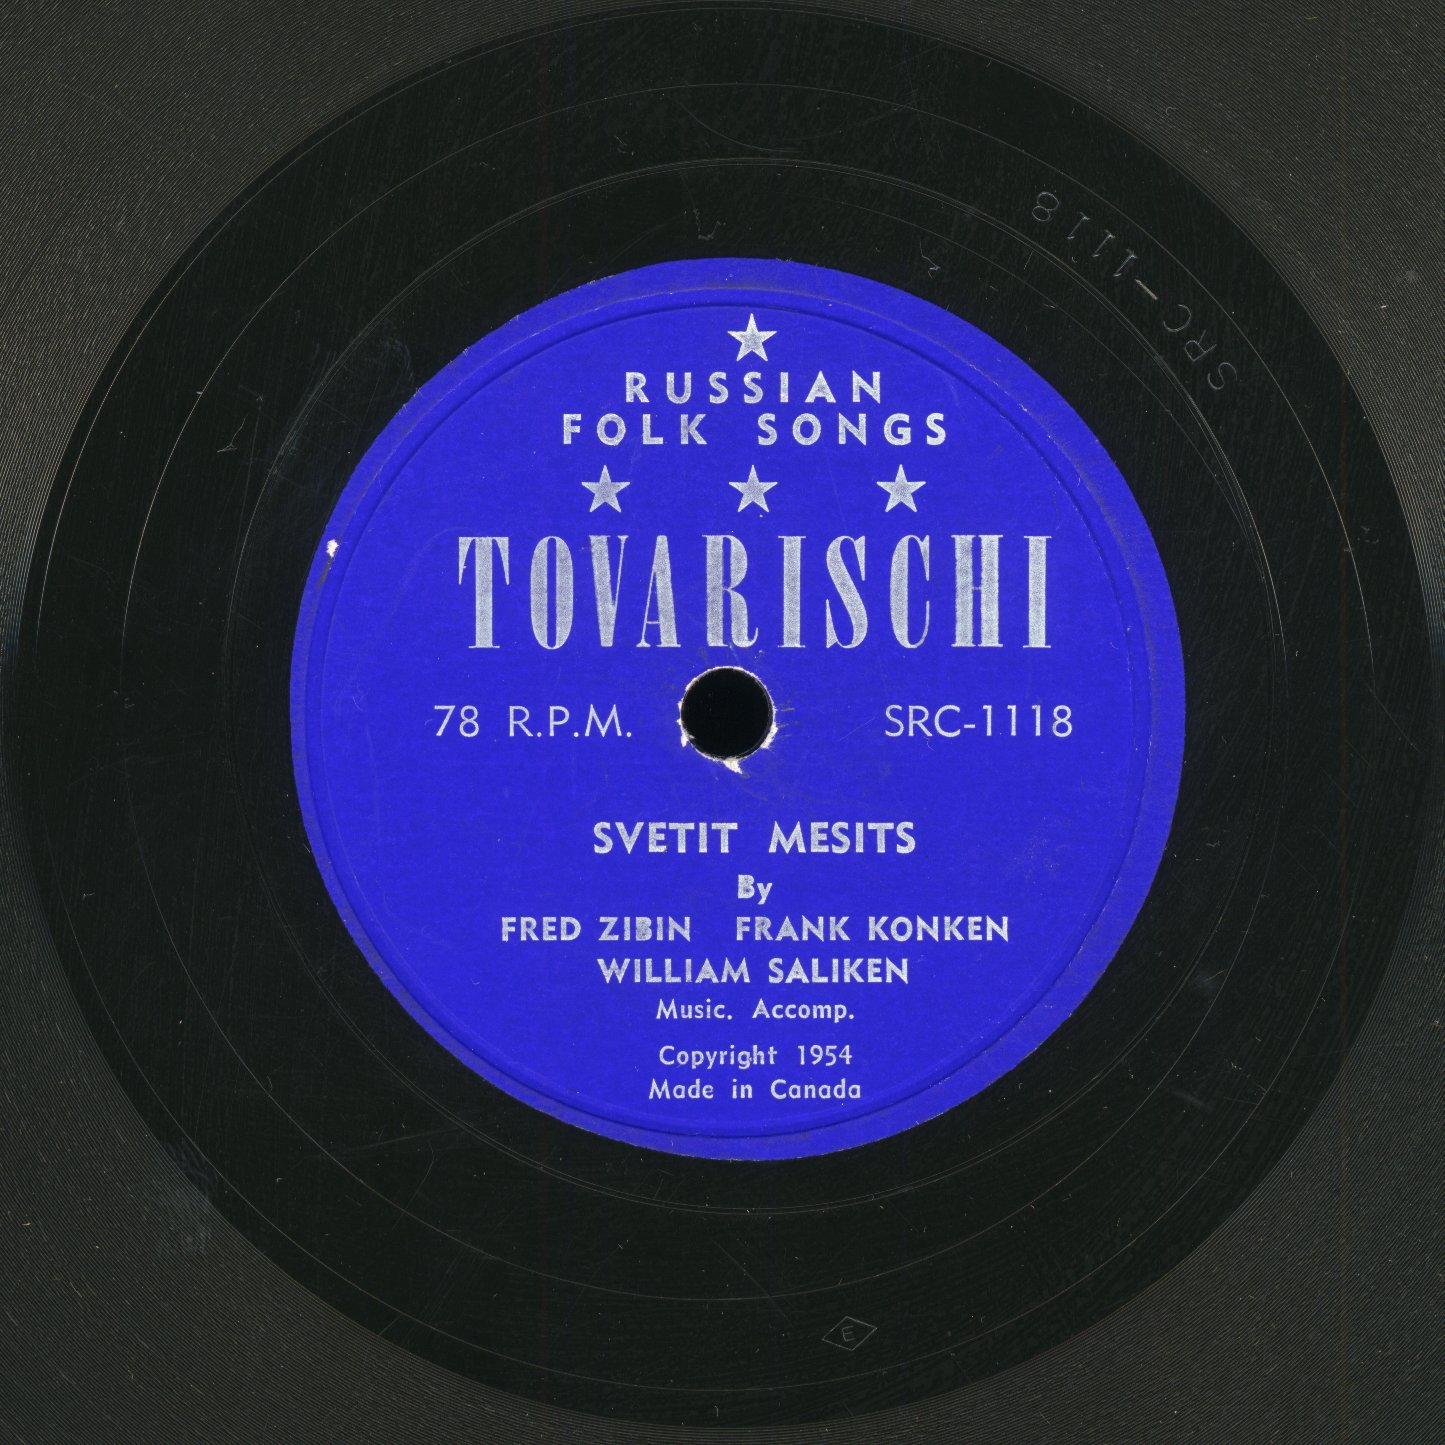 RUSSIAN
FOLK SONGS
TOVARISCHI
78 R.P.M. SRC-1118
SVETIT MESITS
By
FRED ZIBIN FRANK KONKEN
WILLIAM SALIKEN
Music. Accomp.
Copyright 1954
Made in Canada
SRC-1118
E